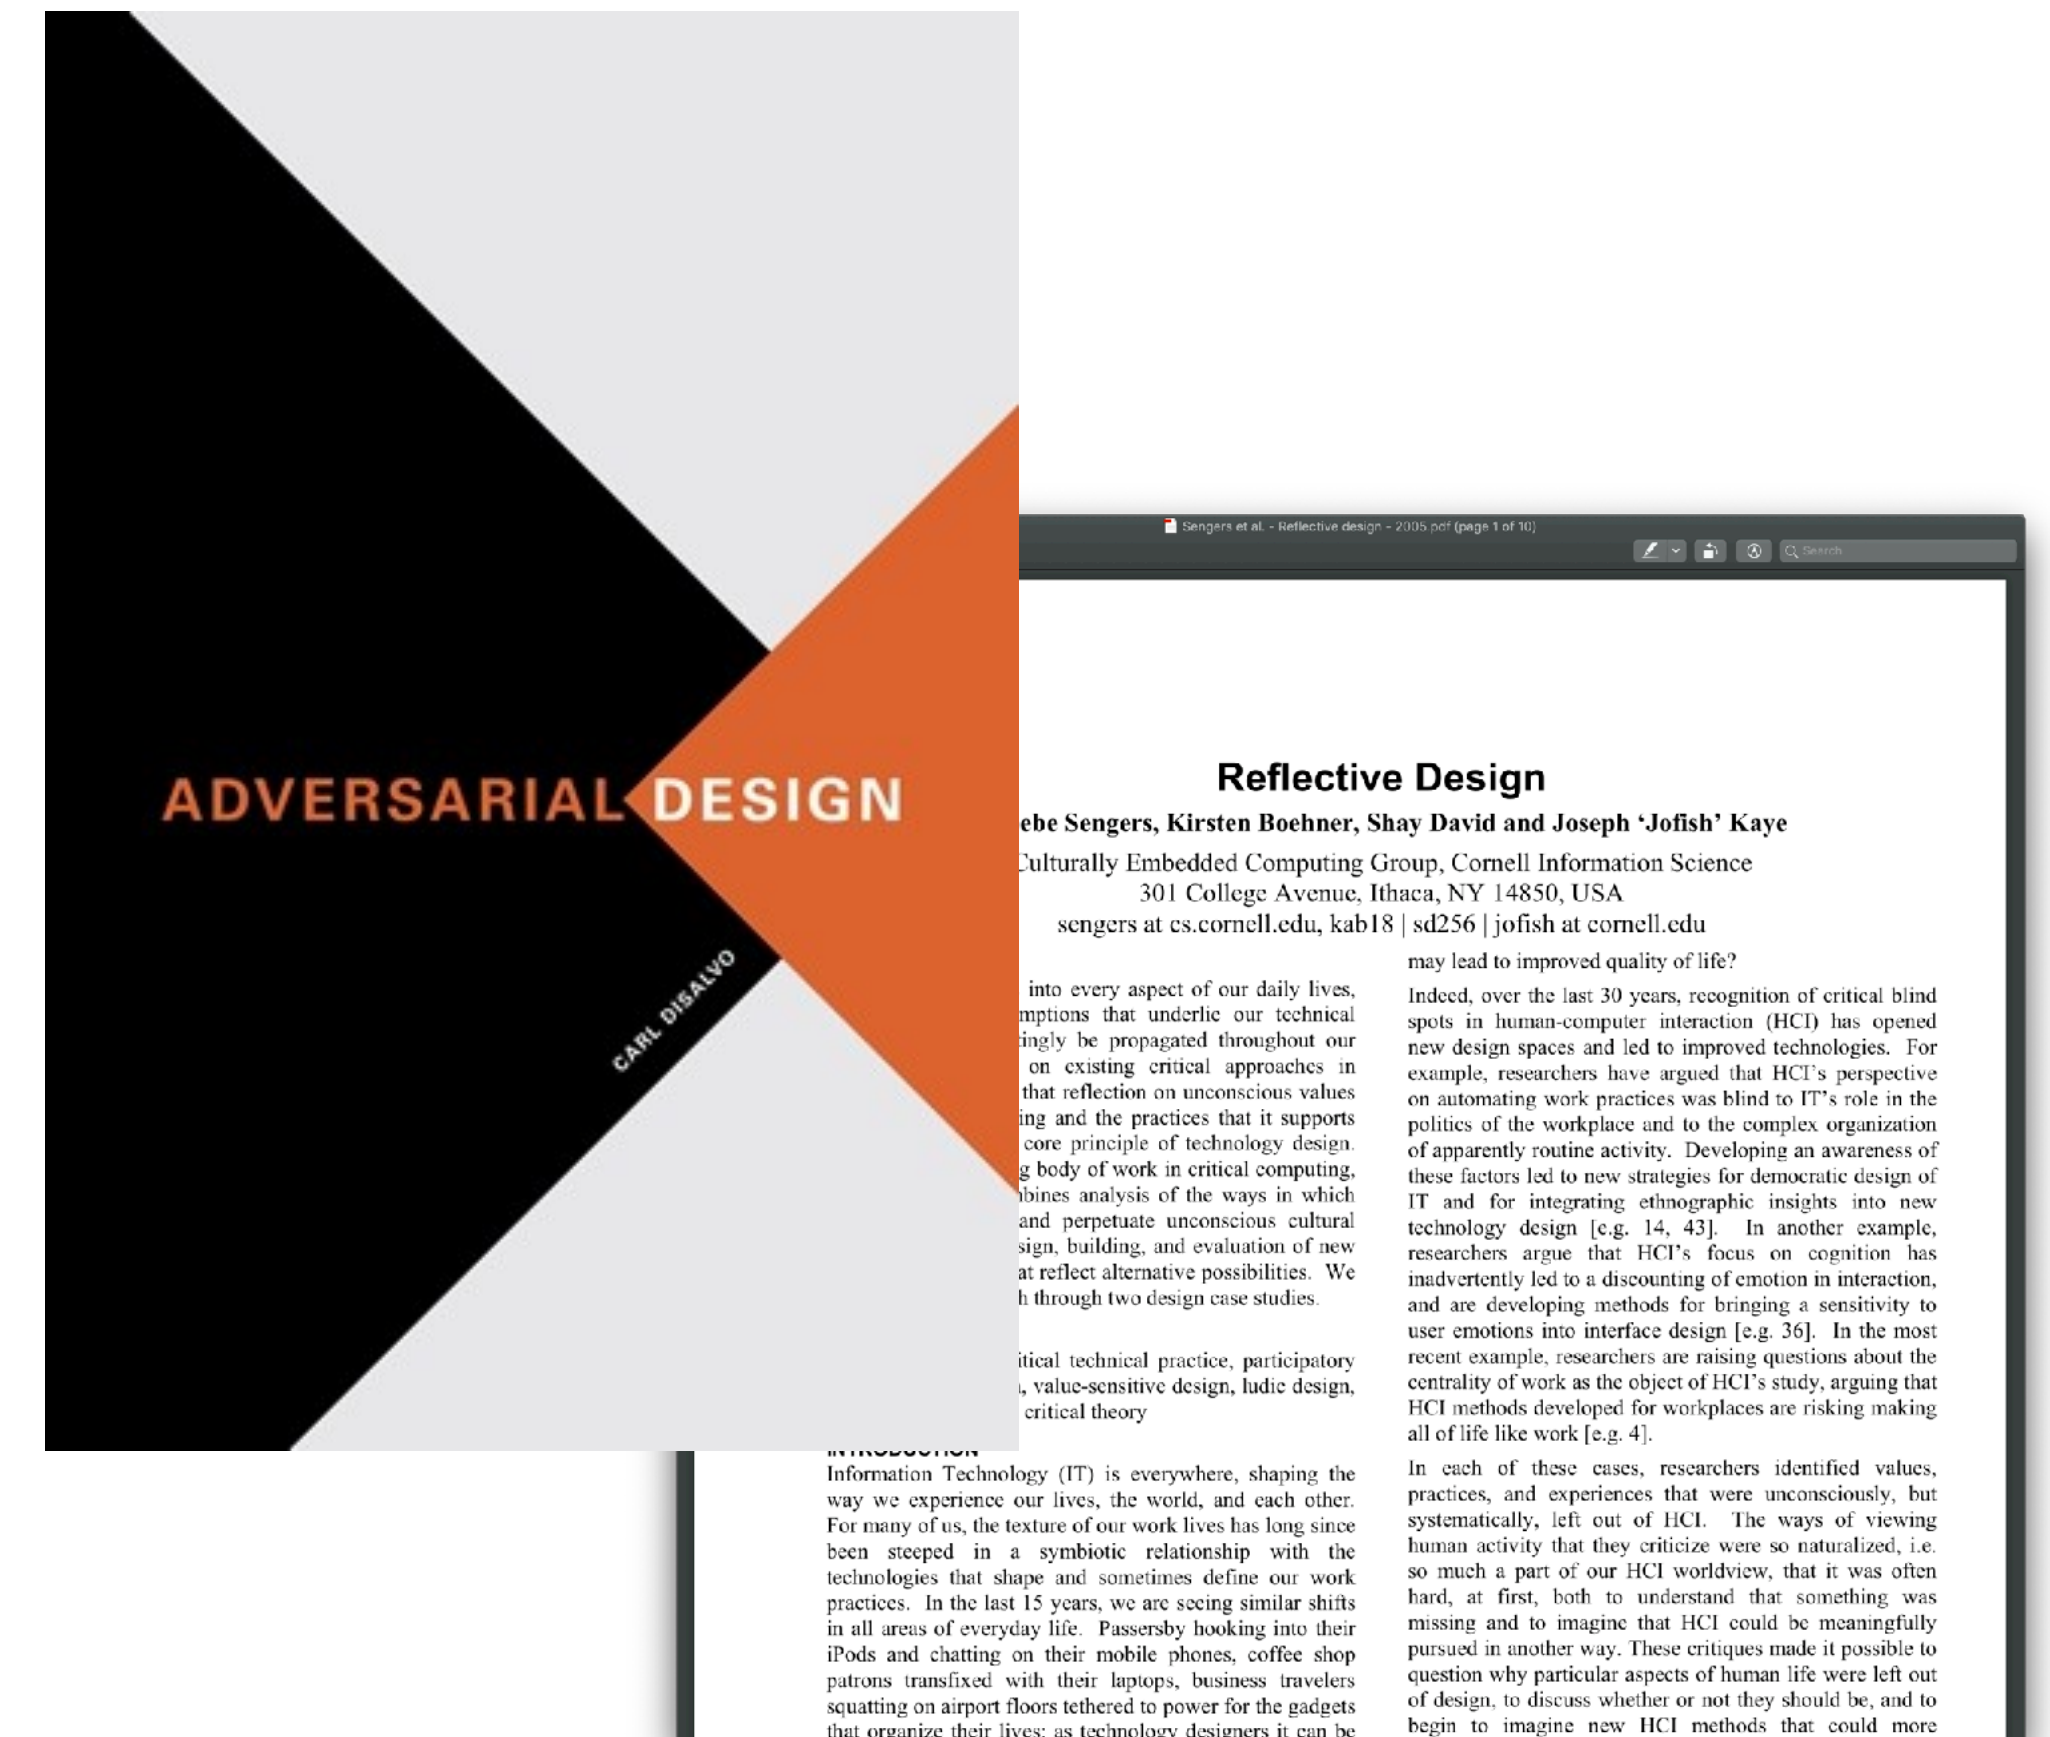 ADVERSARIAL DESIGN
CARL DISALVO
Sengers et al. - Reflective design - 2005.pdf (page 1 of 10)
Search
Reflective Design
Sengers, Kirsten Boehner, Shay David and Joseph ‘Jofish’ Kaye
Culturally Embedded Computing Group, Cornell Information Science
301 College Avenue, Ithaca, NY 14850, USA
sengers at cs.cornell.edu, kab18 | sd256 | jofish at cornell.edu
into every aspect of our daily lives,
that underlie our technical
be propagated throughout our
on existing critical approaches in
that reflection on unconscious values
and the practices that it supports
core principle of technology design.
body of work in critical computing,
analysis of the ways in which
and perpetuate unconscious cultural
building, and evaluation of new
reflect alternative possibilities. We
through two design case studies.
technical practice, participatory
value-sensitive design, ludic design,
critical theory
INTRODUCTION
Information Technology (IT) is everywhere, shaping the
way we experience our lives, the world, and each other.
For many of us, the texture of our work lives has long since
been steeped in a symbiotic relationship with the
technologies that shape and sometimes define our work
practices. In the last 15 years, we are seeing similar shifts
in all areas of everyday life. Passersby hooking into their
iPods and chatting on their mobile phones, coffee shop
patrons transfixed with their laptops, business travelers
squatting on airport floors tethered to power for the gadgets
that organize their lives: as technology designers it can be
may lead to improved quality of life?
Indeed, over the last 30 years, recognition of critical blind
spots in human-computer interaction (HCI) has opened
new design spaces and led to improved technologies. For
example, researchers have argued that HCI’s perspective
on automating work practices was blind to IT’s role in the
politics of the workplace and to the complex organization
of apparently routine activity. Developing an awareness of
these factors led to new strategies for democratic design of
IT and for integrating ethnographic insights into new
technology design [e.g. 14, 43]. In another example,
researchers argue that HCI’s focus on cognition has
inadvertently led to a discounting of emotion in interaction,
and are developing methods for bringing a sensitivity to
user emotions into interface design [e.g. 36]. In the most
recent example, researchers are raising questions about the
centrality of work as the object of HCI’s study, arguing that
HCI methods developed for workplaces are risking making
all of life like work [e.g. 4].
In each of these cases, researchers identified values,
practices, and experiences that were unconsciously, but
systematically, left out of HCI. The ways of viewing
human activity that they criticize were so naturalized, i.e.
so much a part of our HCI worldview, that it was often
hard, at first, both to understand that something was
missing and to imagine that HCI could be meaningfully
pursued in another way. These critiques made it possible to
question why particular aspects of human life were left out
of design, to discuss whether or not they should be, and to
begin to imagine new HCI methods that could more